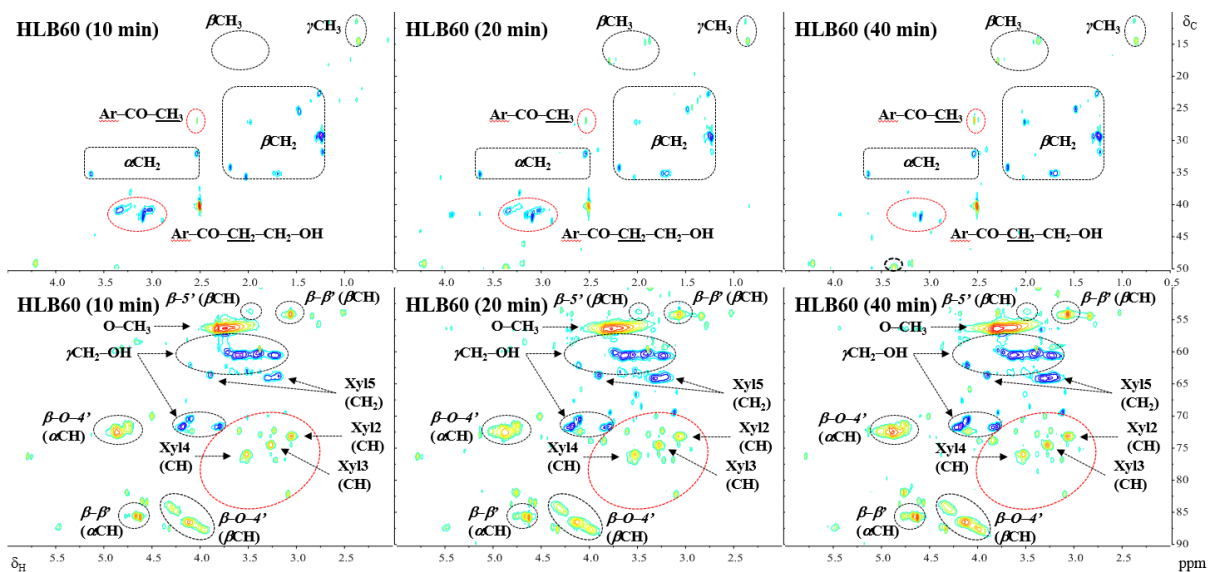 HLB60 (10 min)
βCH3
γCH3
Ar–CO–CH3
βCH2
αCH2
Ar–CO–CH2–CH2–OH
4.0 3.5 3.0 2.5 2.0 1.5 1.0
HLB60 (20 min)
βCH3
γCH3
Ar–CO–CH3
βCH2
αCH2
Ar–CO–CH2–CH2–OH
4.0 3.5 3.0 2.5 2.0 1.5 1.0
HLB60 (40 min)
βCH3
γCH3
δC
Ar–CO–CH3
βCH2
αCH2
Ar–CO–CH2–CH2–OH
15
20
25
30
35
40
45
50
4.0 3.5 3.0 2.5 2.0 1.5 1.0 0.5
HLB60 (10 min)
β–5’ (βCH)
β–β’ (βCH)
O–CH3
γCH2–OH
Xyl5
(CH2)
β–O–4’
(αCH)
Xyl2
(CH)
Xyl4
(CH)
Xyl3
(CH)
β–β’
(αCH)
β–O–4’
(βCH)
5.5 5.0 4.5 4.0 3.5 3.0 2.5
δH
HLB60 (20 min)
β–5’ (βCH)
β–β’ (βCH)
O–CH3
γCH2–OH
Xyl5
(CH2)
β–O–4’
(αCH)
Xyl2
(CH)
Xyl4
(CH)
Xyl3
(CH)
β–β’
(αCH)
β–O–4’
(βCH)
5.5 5.0 4.5 4.0 3.5 3.0 2.5
HLB60 (40 min)
β–5’ (βCH)
β–β’ (βCH)
O–CH3
γCH2–OH
Xyl5
(CH2)
β–O–4’
(αCH)
Xyl2
(CH)
Xyl4
(CH)
Xyl3
(CH)
β–β’
(αCH)
β–O–4’
(βCH)
55
60
65
70
75
80
85
90
5.5 5.0 4.5 4.0 3.5 3.0 2.5
ppm